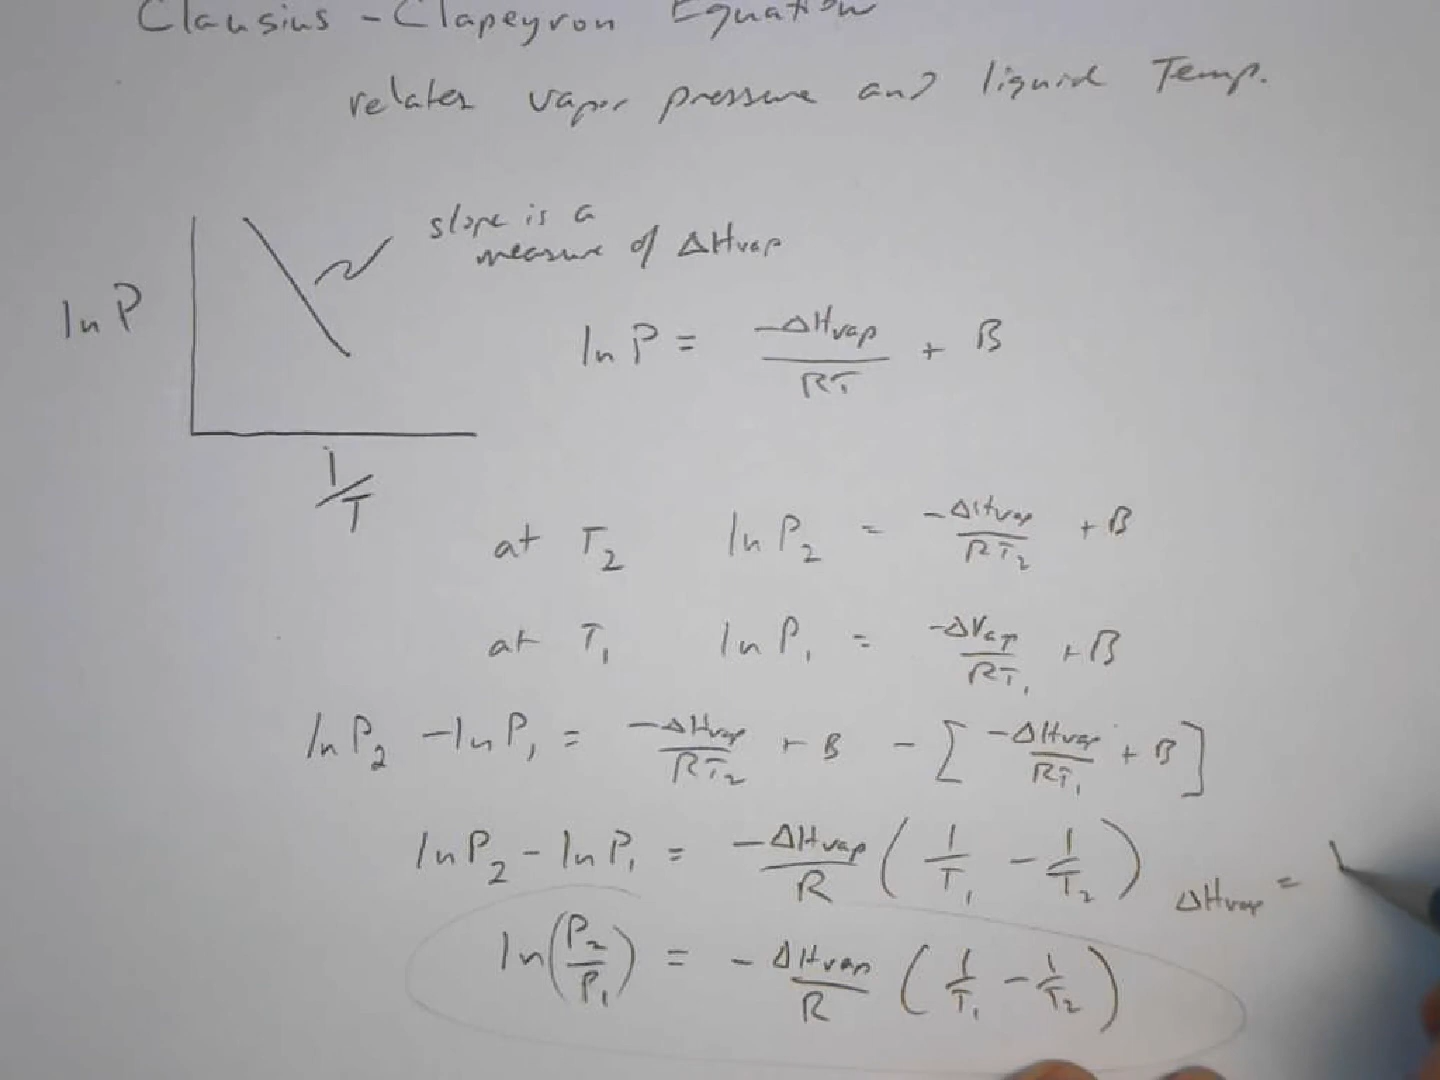 Clausius - Clapeyron Equation
relates vapor pressure and liquid Temp.
slope is a
measure of ΔHvap
ln P
ln P = -ΔHvap/RT + B
1/T
at T₂ ln P₂ = -ΔHvap/RT₂ + B
at T₁ ln P₁ = -ΔVap/RT₁ + B
ln P₂ - ln P₁ = -ΔHvap/RT₂ + B - [-ΔHvap/RT₁ + B]
ln P₂ - ln P₁ = -ΔHvap/R (1/T₁ - 1/T₂)
ΔHvap =
ln(P₂/P₁) = -ΔHvap/R (1/T₁ - 1/T₂)